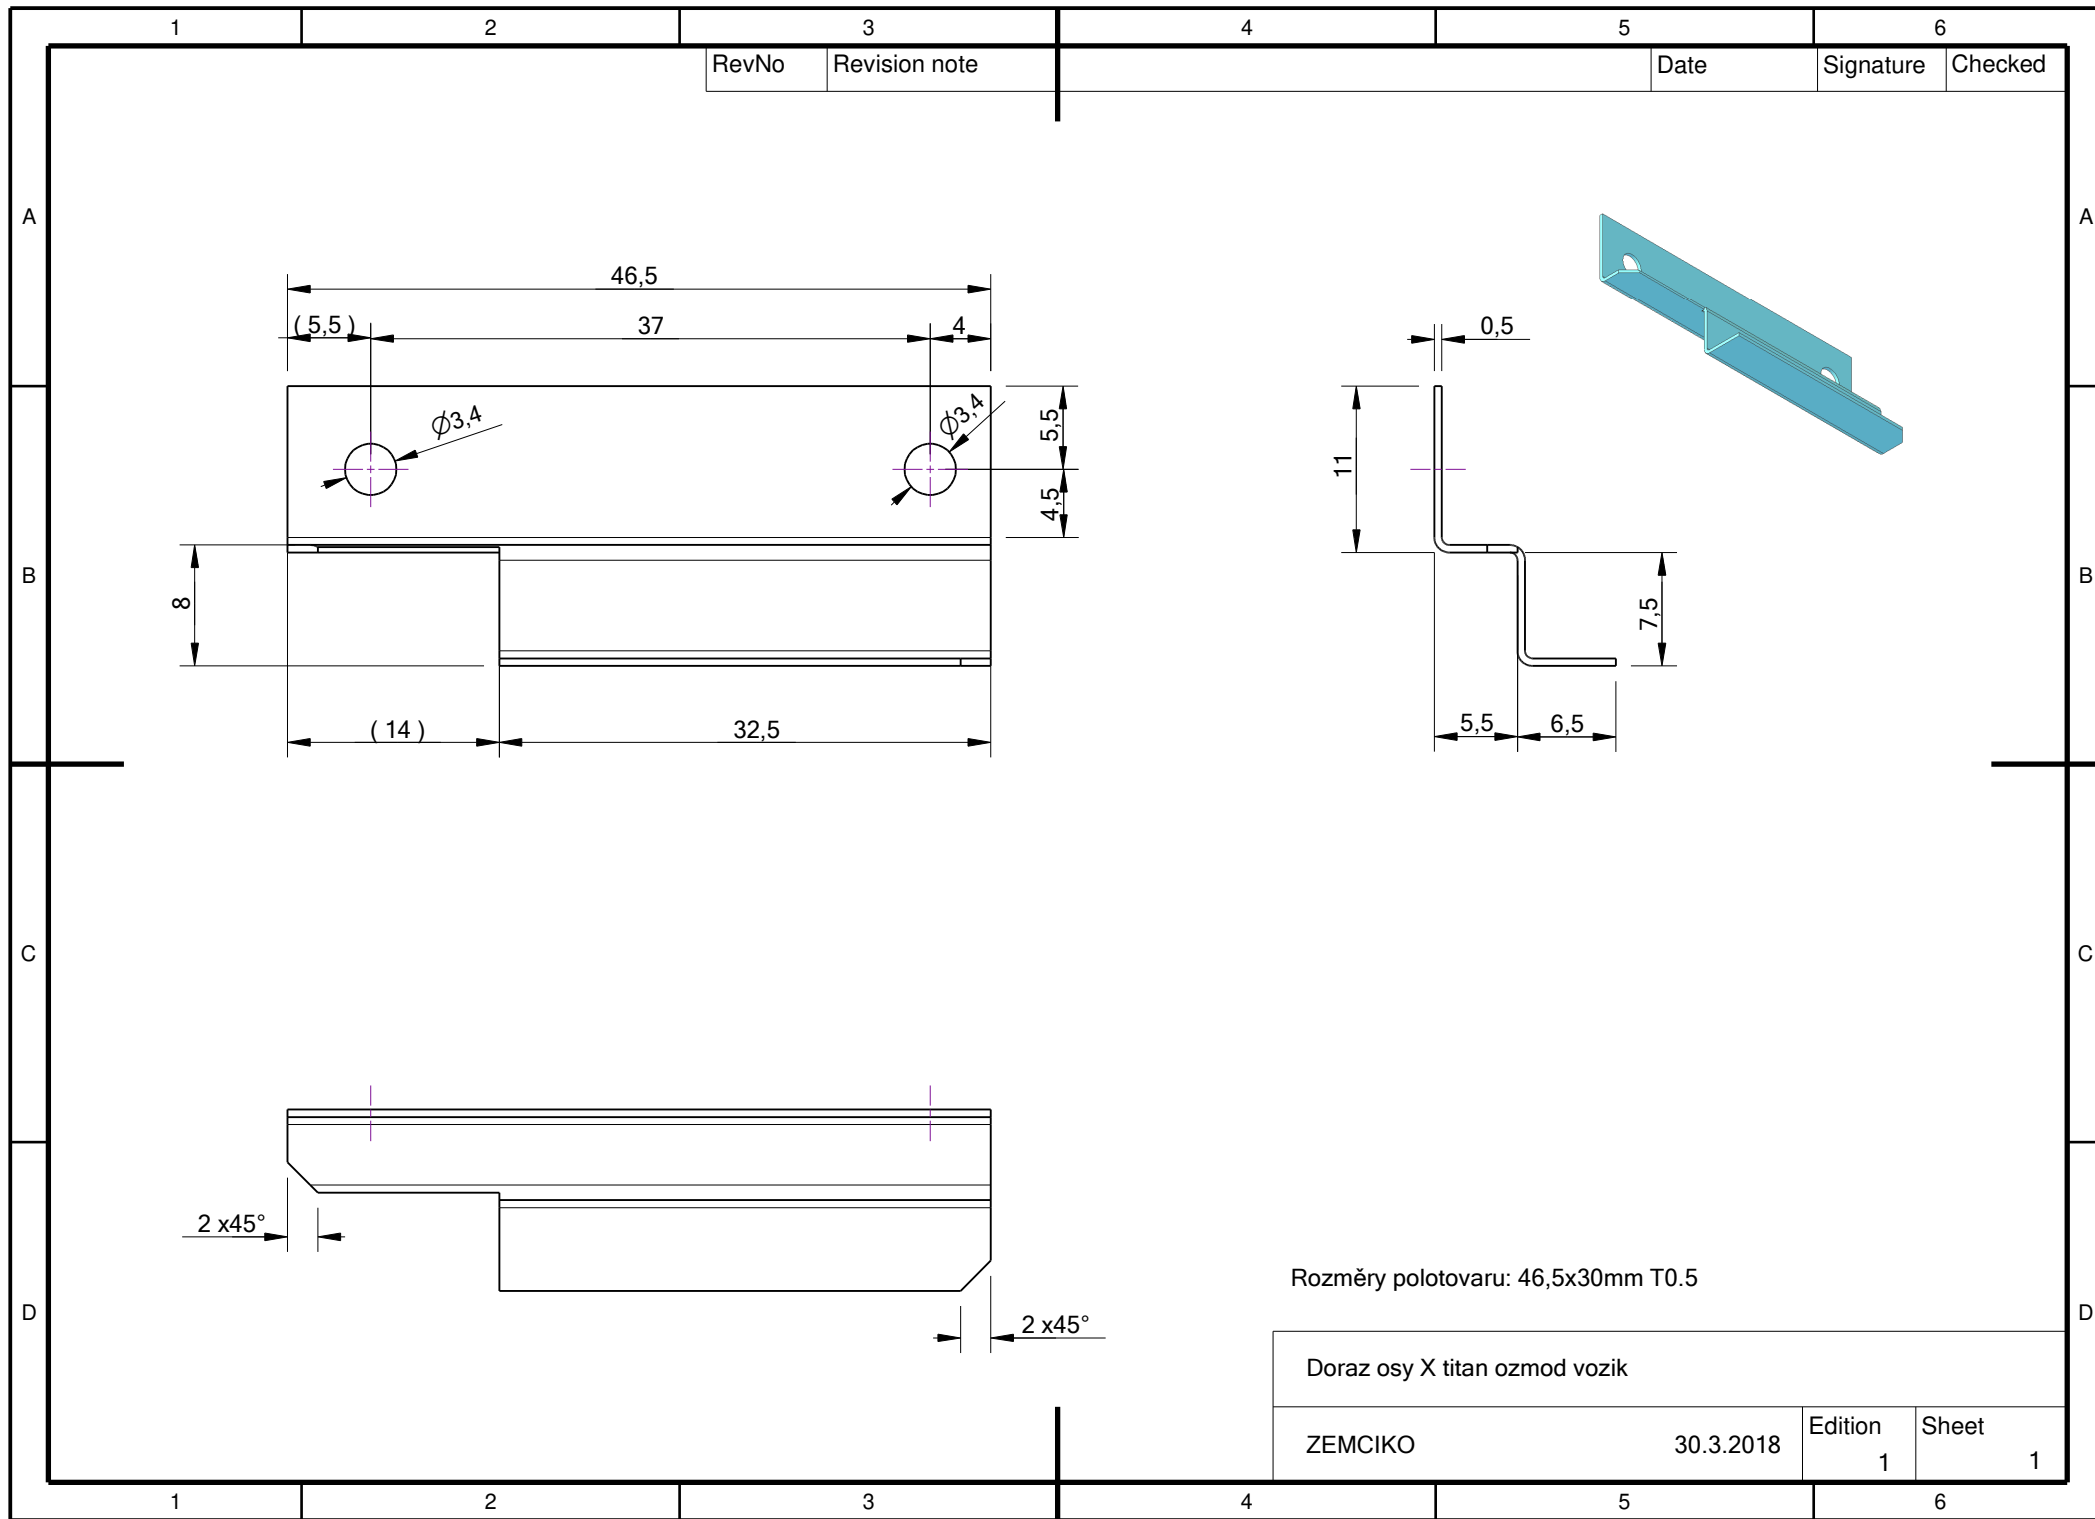 1 2 3 4 5 6
RevNo Revision note Date Signature Checked
A A
46,5
( 5,5 ) 37 4
0,5
Ø3,4 Ø3,4
5,5
4,5
11
B B
8
7,5
( 14 ) 32,5
5,5 6,5
C C
2 x45°
2 x45°
D D
Rozměry polotovaru: 46,5x30mm T0.5
Doraz osy X titan ozmod vozik
ZEMCIKO 30.3.2018 Edition 1 Sheet 1
1 2 3 4 5 6